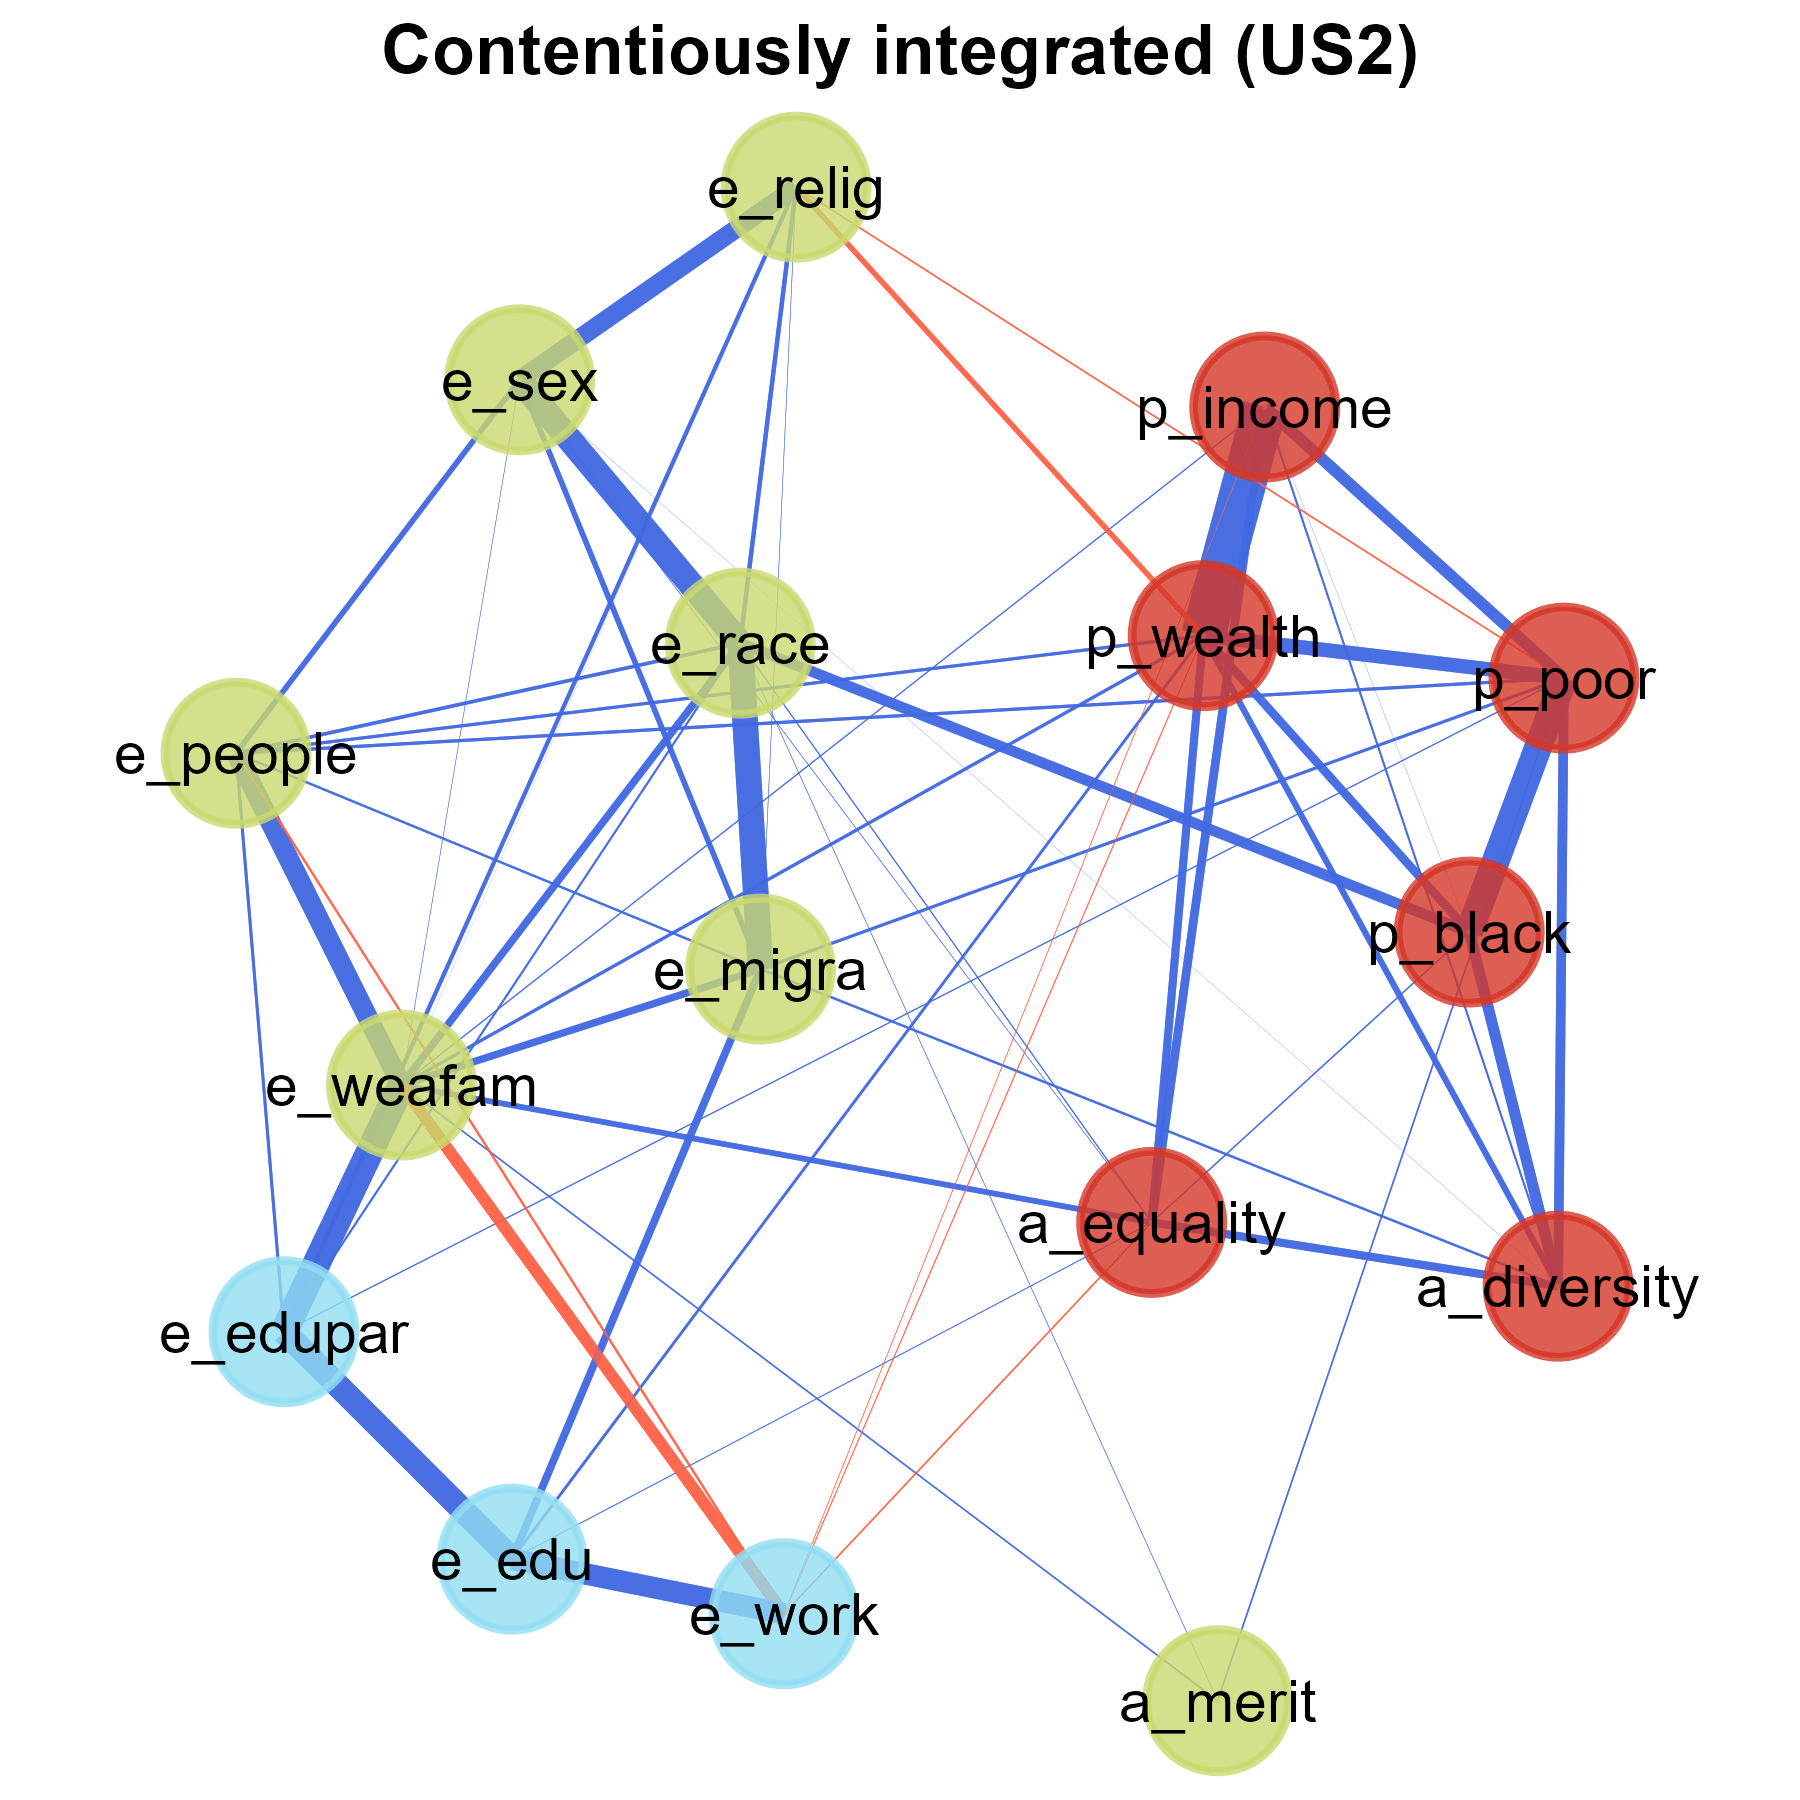 Contentiously integrated (US2)
e_relig
e_sex
p_income
e_race
p_wealth
p_poor
e_people
p_black
e_migra
e_weafam
a_equality
a_diversity
e_edupar
e_edu
e_work
a_merit